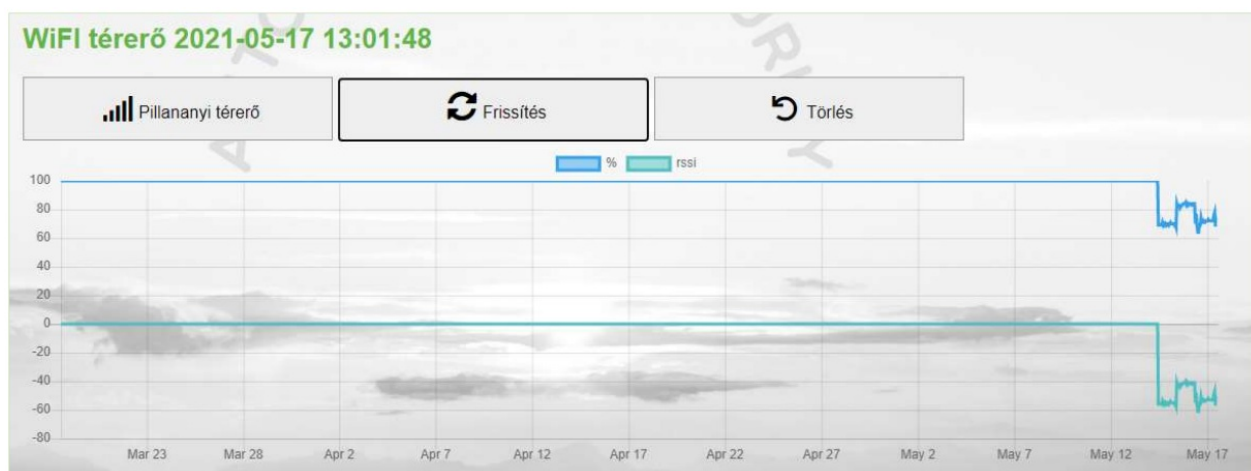 WiFI térerő 2021-05-17 13:01:48
Pillananyi térerő
Frissítés
Törlés
% rssi
100
80
60
40
20
0
-20
-40
-60
-80
Mar 23 Mar 28 Apr 2 Apr 7 Apr 12 Apr 17 Apr 22 Apr 27 May 2 May 7 May 12 May 17